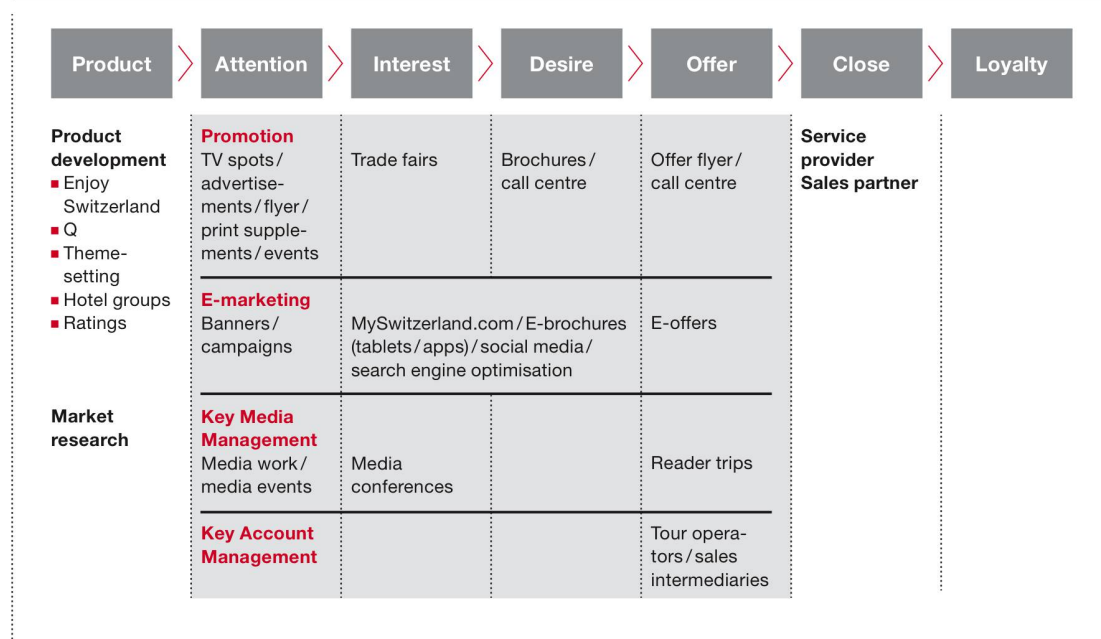 Product
Attention
Interest
Desire
Offer
Close
Loyalty
Product
development
Enjoy
Switzerland
Q
Theme-
setting
Hotel groups
Ratings
Market
research
Promotion
TV spots/
advertise-
ments/flyer/
print supple-
ments/events
Trade fairs
Brochures/
call centre
Offer flyer/
call centre
Service
provider
Sales partner
E-marketing
Banners/
campaigns
MySwitzerland.com/E-brochures
(tablets/apps)/social media/
search engine optimisation
E-offers
Key Media
Management
Media work/
media events
Media
conferences
Reader trips
Key Account
Management
Tour opera-
tors/sales
intermediaries